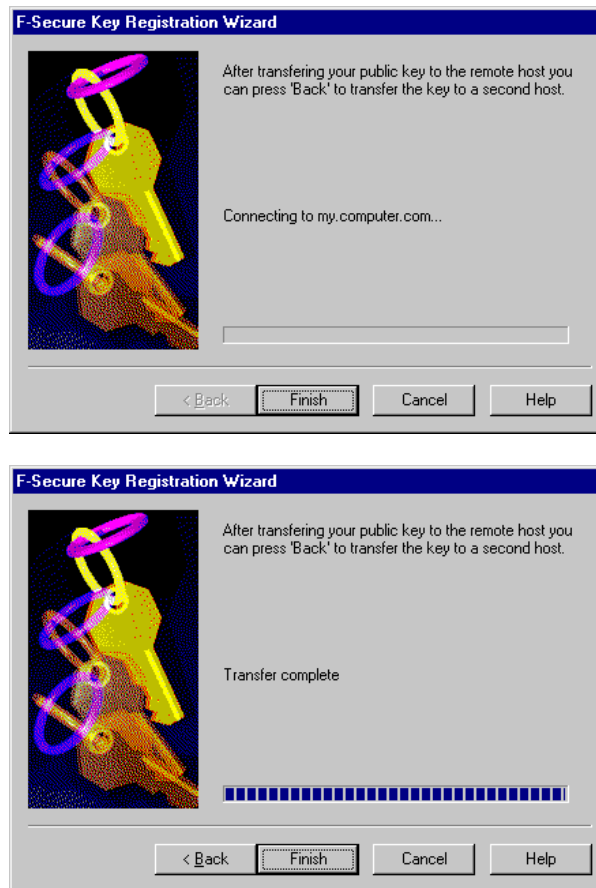 F-Secure Key Registration Wizard
After transfering your public key to the remote host you
can press 'Back' to transfer the key to a second host.
Connecting to my.computer.com...
< Back Finish Cancel Help
F-Secure Key Registration Wizard
After transfering your public key to the remote host you
can press 'Back' to transfer the key to a second host.
Transfer complete
< Back Finish Cancel Help